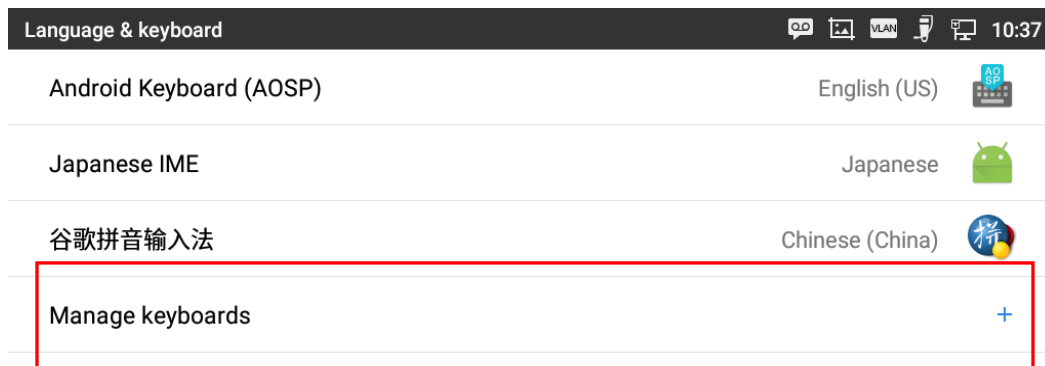 Language & keyboard VLAN 10:37
Android Keyboard (AOSP) English (US) AO SP
Japanese IME Japanese
谷歌拼音输入法 Chinese (China) 拼
Manage keyboards +